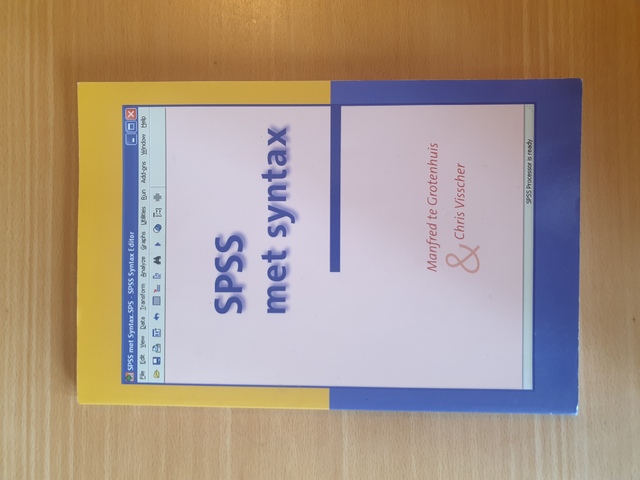 SPSS met Syntax.SPS - SPSS Syntax Editor
File Edit View Data Transform Analyze Graphs Utilities Run Add-ons Window Help
SPSS
met syntax
Manfred te Grotenhuis
& Chris Visscher
SPSS Processor is ready